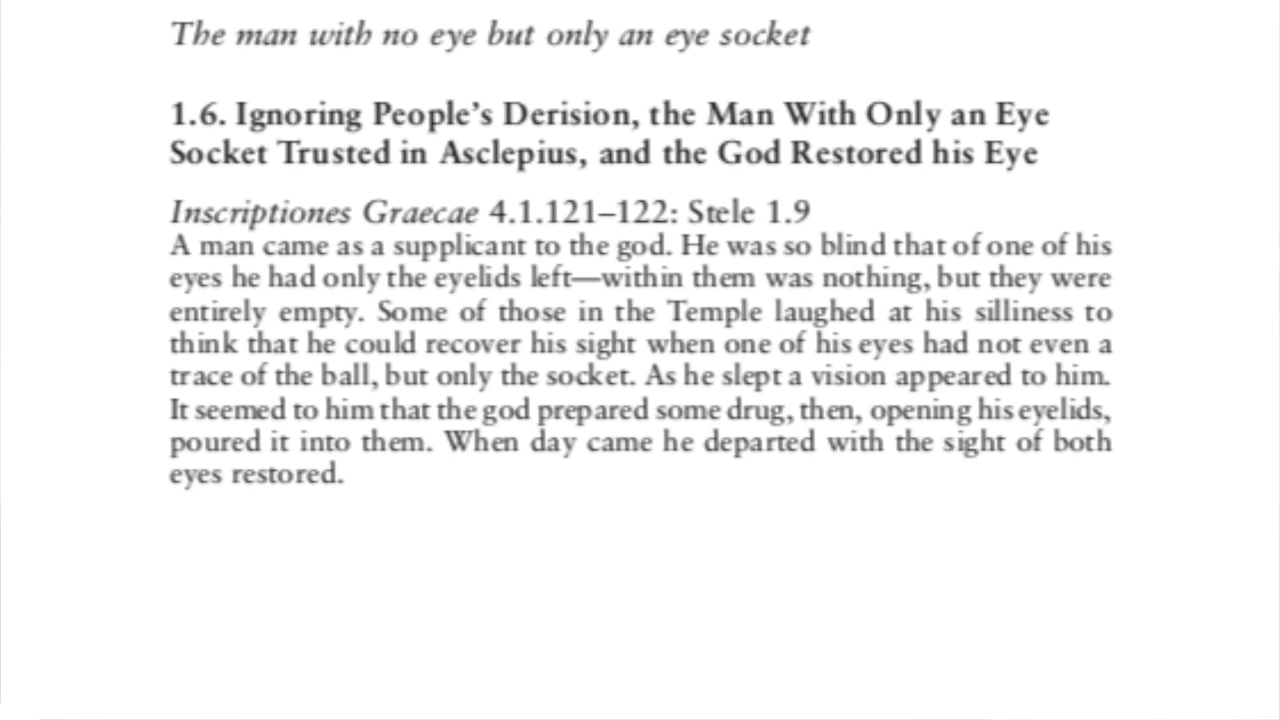 The man with no eye but only an eye socket
1.6. Ignoring People’s Derision, the Man With Only an Eye
Socket Trusted in Asclepius, and the God Restored his Eye
Inscriptiones Graecae 4.1.121–122: Stele 1.9
A man came as a supplicant to the god. He was so blind that of one of his
eyes he had only the eyelids left—within them was nothing, but they were
entirely empty. Some of those in the Temple laughed at his silliness to
think that he could recover his sight when one of his eyes had not even a
trace of the ball, but only the socket. As he slept a vision appeared to him.
It seemed to him that the god prepared some drug, then, opening his eyelids,
poured it into them. When day came he departed with the sight of both
eyes restored.